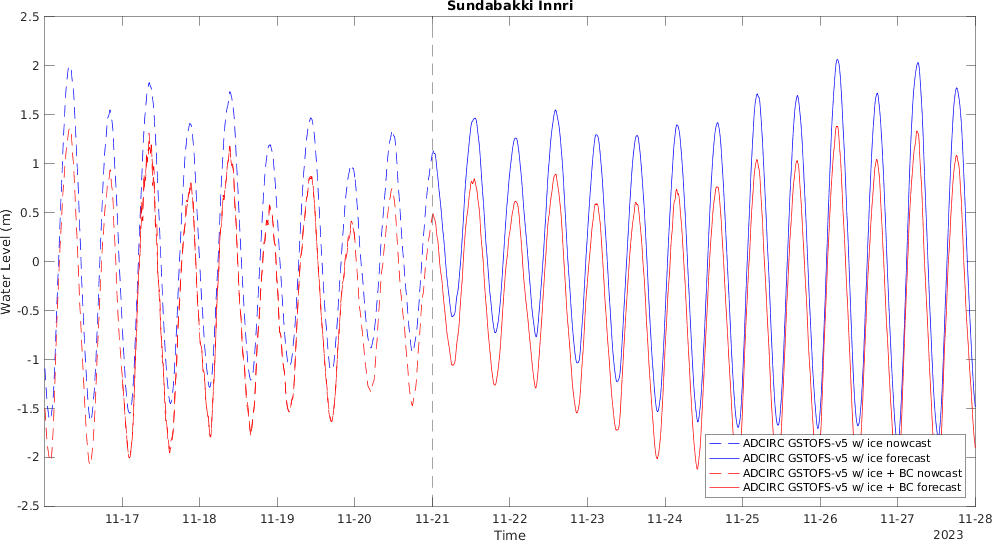 Sundabakki Innri
2.5
2
1.5
1
0.5
0
-0.5
-1
-1.5
-2
-2.5
Water Level (m)
ADCIRC GSTOFS-v5 w/ ice nowcast
ADCIRC GSTOFS-v5 w/ ice forecast
ADCIRC GSTOFS-v5 w/ ice + BC nowcast
ADCIRC GSTOFS-v5 w/ ice + BC forecast
11-17 11-18 11-19 11-20 11-21 11-22 11-23 11-24 11-25 11-26 11-27 11-28
Time
2023